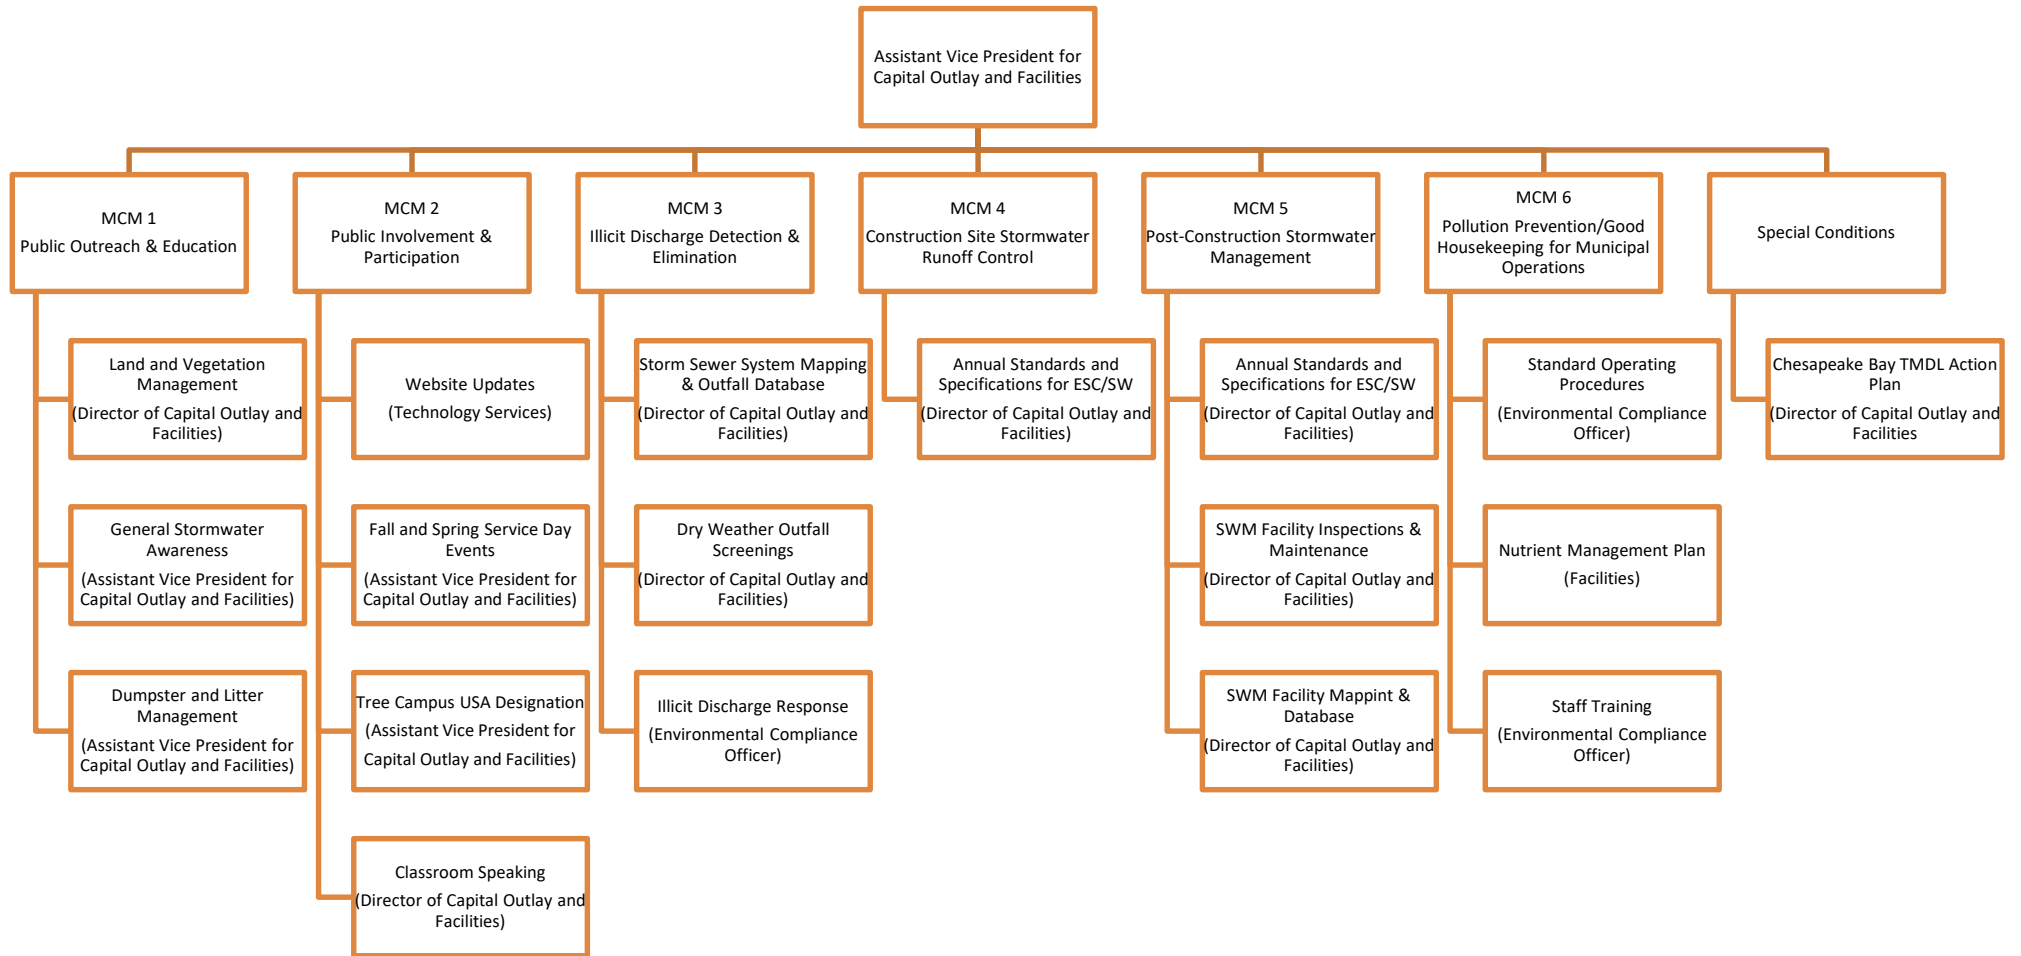 Assistant Vice President for
Capital Outlay and Facilities
MCM 1
Public Outreach & Education
MCM 2
Public Involvement &
Participation
MCM 3
Illicit Discharge Detection &
Elimination
MCM 4
Construction Site Stormwater
Runoff Control
MCM 5
Post-Construction Stormwater
Management
MCM 6
Pollution Prevention/Good
Housekeeping for Municipal
Operations
Special Conditions
Land and Vegetation
Management
(Director of Capital Outlay and
Facilities)
General Stormwater
Awareness
(Assistant Vice President for
Capital Outlay and Facilities)
Dumpster and Litter
Management
(Assistant Vice President for
Capital Outlay and Facilities)
Website Updates
(Technology Services)
Fall and Spring Service Day
Events
(Assistant Vice President for
Capital Outlay and Facilities)
Tree Campus USA Designation
(Assistant Vice President for
Capital Outlay and Facilities)
Classroom Speaking
(Director of Capital Outlay and
Facilities)
Storm Sewer System Mapping
& Outfall Database
(Director of Capital Outlay and
Facilities)
Dry Weather Outfall
Screenings
(Director of Capital Outlay and
Facilities)
Illicit Discharge Response
(Environmental Compliance
Officer)
Annual Standards and
Specifications for ESC/SW
(Director of Capital Outlay and
Facilities)
Annual Standards and
Specifications for ESC/SW
(Director of Capital Outlay and
Facilities)
SWM Facility Inspections &
Maintenance
(Director of Capital Outlay and
Facilities)
SWM Facility Mappint &
Database
(Director of Capital Outlay and
Facilities)
Standard Operating
Procedures
(Environmental Compliance
Officer)
Nutrient Management Plan
(Facilities)
Staff Training
(Environmental Compliance
Officer)
Chesapeake Bay TMDL Action
Plan
(Director of Capital Outlay and
Facilities